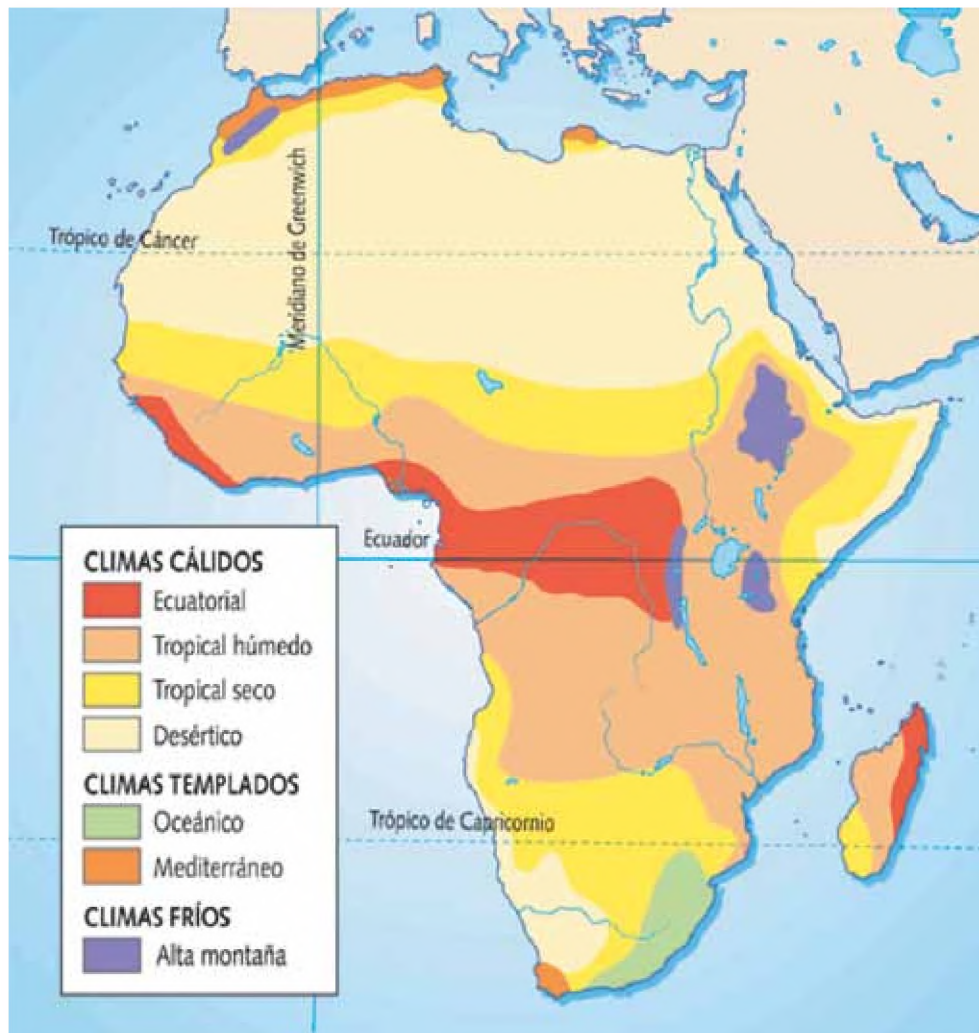 Meridiano de Greenwich
Trópico de Cáncer
Ecuador
Trópico de Capricornio
CLIMAS CÁLIDOS
Ecuatorial
Tropical húmedo
Tropical seco
Desértico
CLIMAS TEMPLADOS
Oceánico
Mediterráneo
CLIMAS FRÍOS
Alta montaña